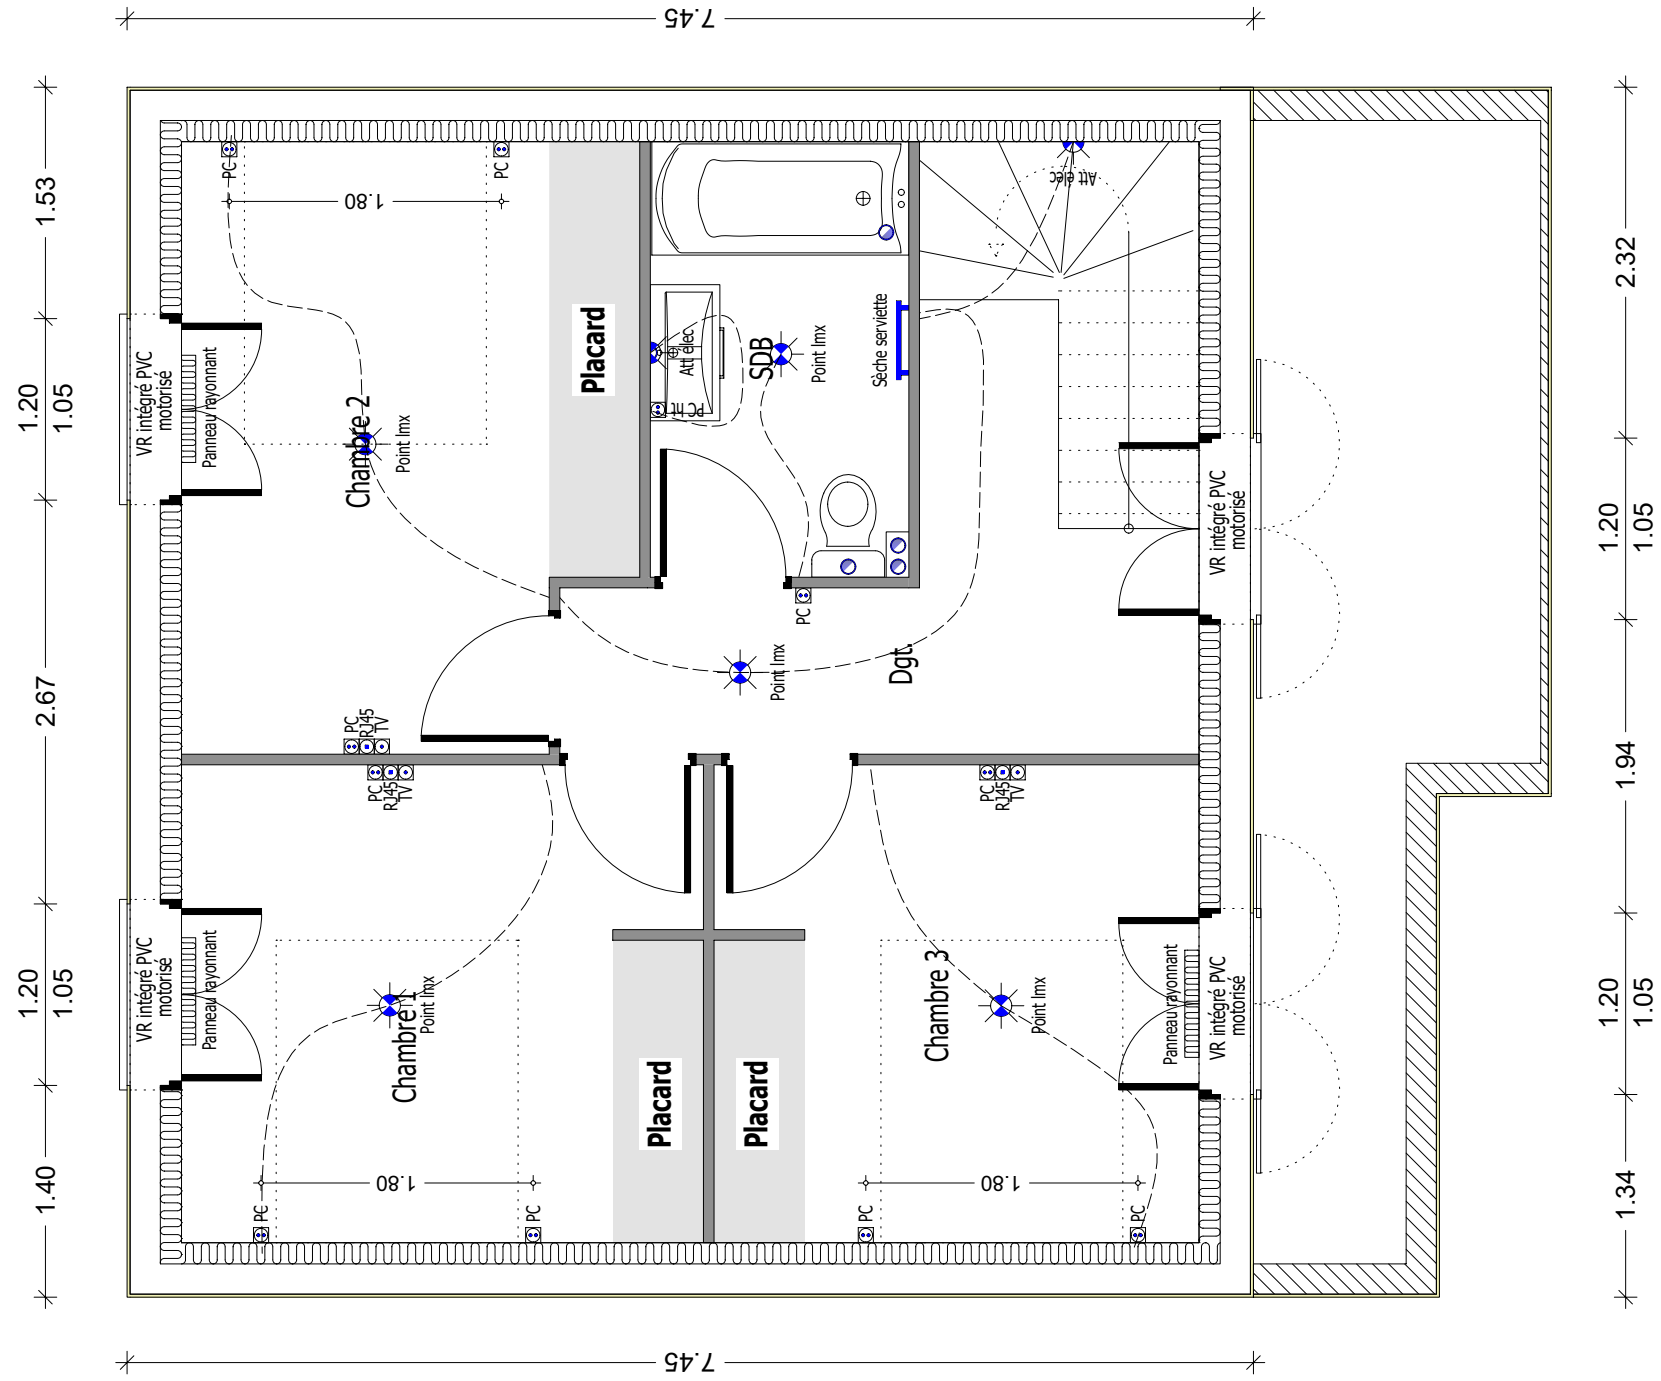 7.45
1.53
1.20
1.05
2.67
1.20
1.05
1.40
2.32
1.20
1.05
1.94
1.20
1.05
1.34
7.45
PC
PC
1.80
VR intégré PVC
motorisé
Panneau rayonnant
Chambre 2
Point lmx
Placard
Att élec
PC ht
SDB
Point lmx
Sèche serviette
Att élec
VR intégré PVC
motorisé
PC
Point lmx
Dgt.
PC
RJ45
TV
PC
RJ45
TV
PC
RJ45
TV
VR intégré PVC
motorisé
Panneau rayonnant
Chambre 1
Point lmx
Placard
Placard
Chambre 3
Point lmx
Panneau rayonnant
VR intégré PVC
motorisé
1.80
PC
PC
1.80
PC
PC